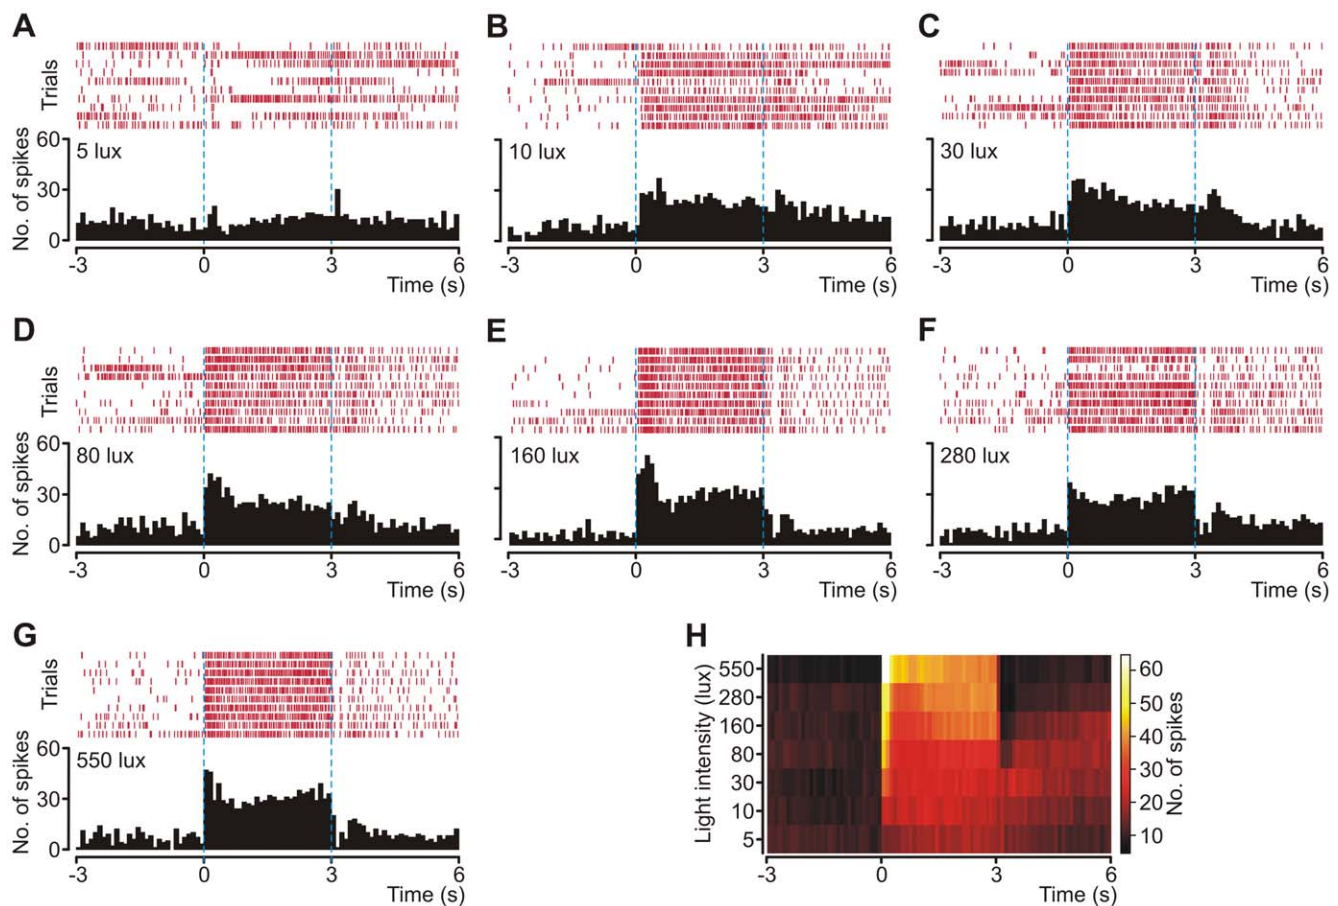 A
B
C
Trials
60
30
0
No. of spikes
5 lux
10 lux
30 lux
-3
0
3
6
-3
0
3
6
-3
0
3
6
Time (s)
Time (s)
Time (s)
D
E
F
Trials
60
30
0
No. of spikes
80 lux
160 lux
280 lux
-3
0
3
6
-3
0
3
6
-3
0
3
6
Time (s)
Time (s)
Time (s)
G
Trials
60
30
0
No. of spikes
550 lux
-3
0
3
6
Time (s)
H
Light intensity (lux)
550
280
160
80
30
10
5
-3
0
3
6
Time (s)
60
50
40
30
20
10
No. of spikes